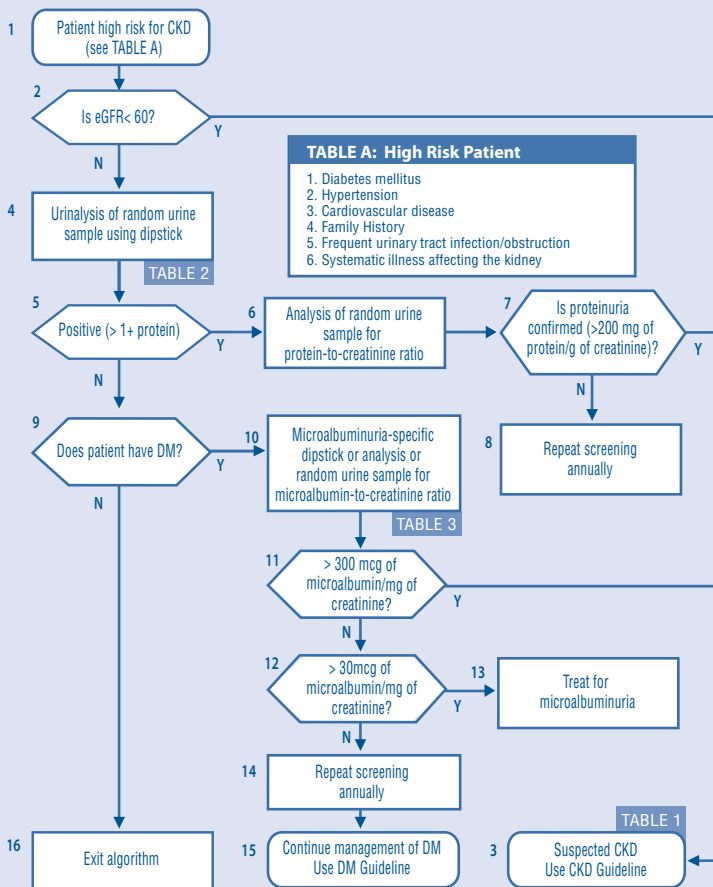 1
Patient high risk for CKD
(see TABLE A)
2
Is eGFR< 60?
Y
N
TABLE A: High Risk Patient
1. Diabetes mellitus
2. Hypertension
3. Cardiovascular disease
4. Family History
5. Frequent urinary tract infection/obstruction
6. Systematic illness affecting the kidney
4
Urinalysis of random urine
sample using dipstick
TABLE 2
5
Positive (> 1+ protein)
Y
N
6
Analysis of random urine
sample for
protein-to-creatinine ratio
7
Is proteinuria
confirmed (>200 mg of
protein/g of creatinine)?
Y
N
8
Repeat screening
annually
9
Does patient have DM?
Y
N
10
Microalbuminuria-specific
dipstick or analysis or
random urine sample for
microalbumin-to-creatinine ratio
TABLE 3
11
> 300 mcg of
microalbumin/mg of
creatinine?
Y
N
12
> 30mcg of
microalbumin/mg of
creatinine?
Y
N
13
Treat for
microalbuminuria
14
Repeat screening
annually
16
Exit algorithm
15
Continue management of DM
Use DM Guideline
TABLE 1
3
Suspected CKD
Use CKD Guideline